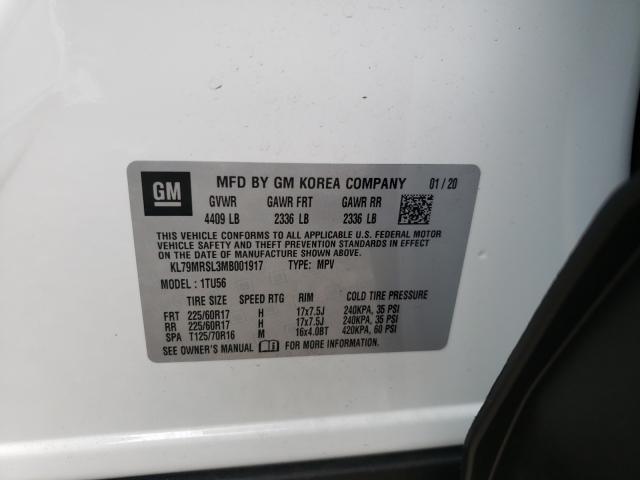 GM MFD BY GM KOREA COMPANY 01/20
GVWR GAWR FRT GAWR RR
4409 LB 2336 LB 2336 LB
THIS VEHICLE CONFORMS TO ALL APPLICABLE U.S. FEDERAL MOTOR
VEHICLE SAFETY AND THEFT PREVENTION STANDARDS IN EFFECT
ON THE DATE OF MANUFACTURE SHOWN ABOVE.
KL79MRSL3MB001917 TYPE: MPV
MODEL: 1TU56
TIRE SIZE SPEED RTG RIM COLD TIRE PRESSURE
FRT 225/60R17 H 17x7.5J 240KPA, 35 PSI
RR 225/60R17 H 17x7.5J 240KPA, 35 PSI
SPA T125/70R16 M 16x4.0BT 420KPA, 60 PSI
SEE OWNER'S MANUAL FOR MORE INFORMATION.